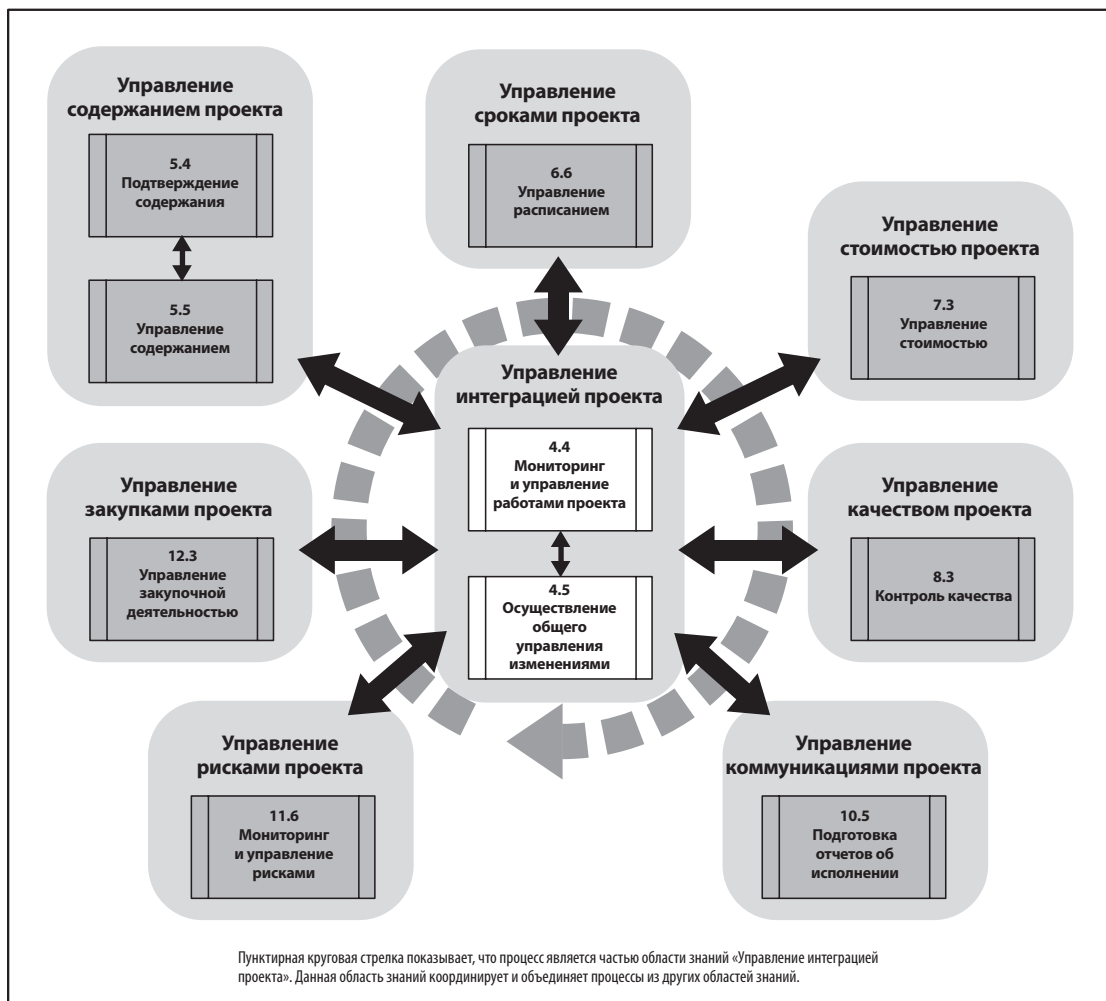 Управление
содержанием проекта
5.4
Подтверждение
содержания
5.5
Управление
содержанием
Управление
сроками проекта
6.6
Управление
расписанием
Управление
стоимостью проекта
7.3
Управление
стоимостью
Управление
интеграцией проекта
4.4
Мониторинг
и управление
работами проекта
4.5
Осуществление
общего
управления
изменениями
Управление
закупками проекта
12.3
Управление
закупочной
деятельностью
Управление
качеством проекта
8.3
Контроль качества
Управление
рисками проекта
11.6
Мониторинг
и управление
рисками
Управление
коммуникациями проекта
10.5
Подготовка
отчетов об
исполнении
Пунктирная круговая стрелка показывает, что процесс является частью области знаний «Управление интеграцией
проекта». Данная область знаний координирует и объединяет процессы из других областей знаний.